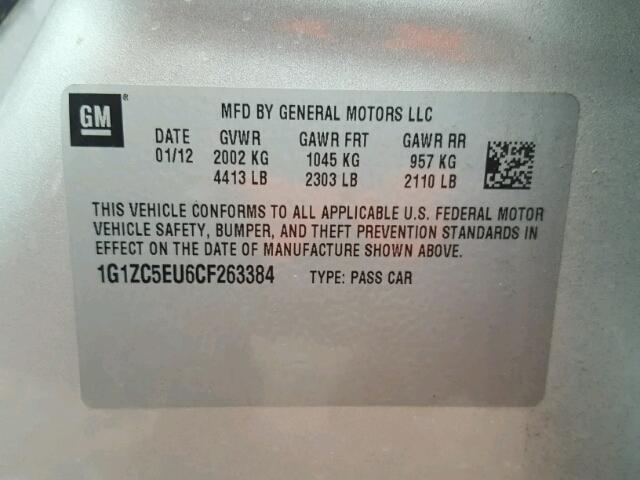 GM ®
MFD BY GENERAL MOTORS LLC
DATE GVWR GAWR FRT GAWR RR
01/12 2002 KG 1045 KG 957 KG
4413 LB 2303 LB 2110 LB
THIS VEHICLE CONFORMS TO ALL APPLICABLE U.S. FEDERAL MOTOR
VEHICLE SAFETY, BUMPER, AND THEFT PREVENTION STANDARDS IN
EFFECT ON THE DATE OF MANUFACTURE SHOWN ABOVE.
1G1ZC5EU6CF263384 TYPE: PASS CAR